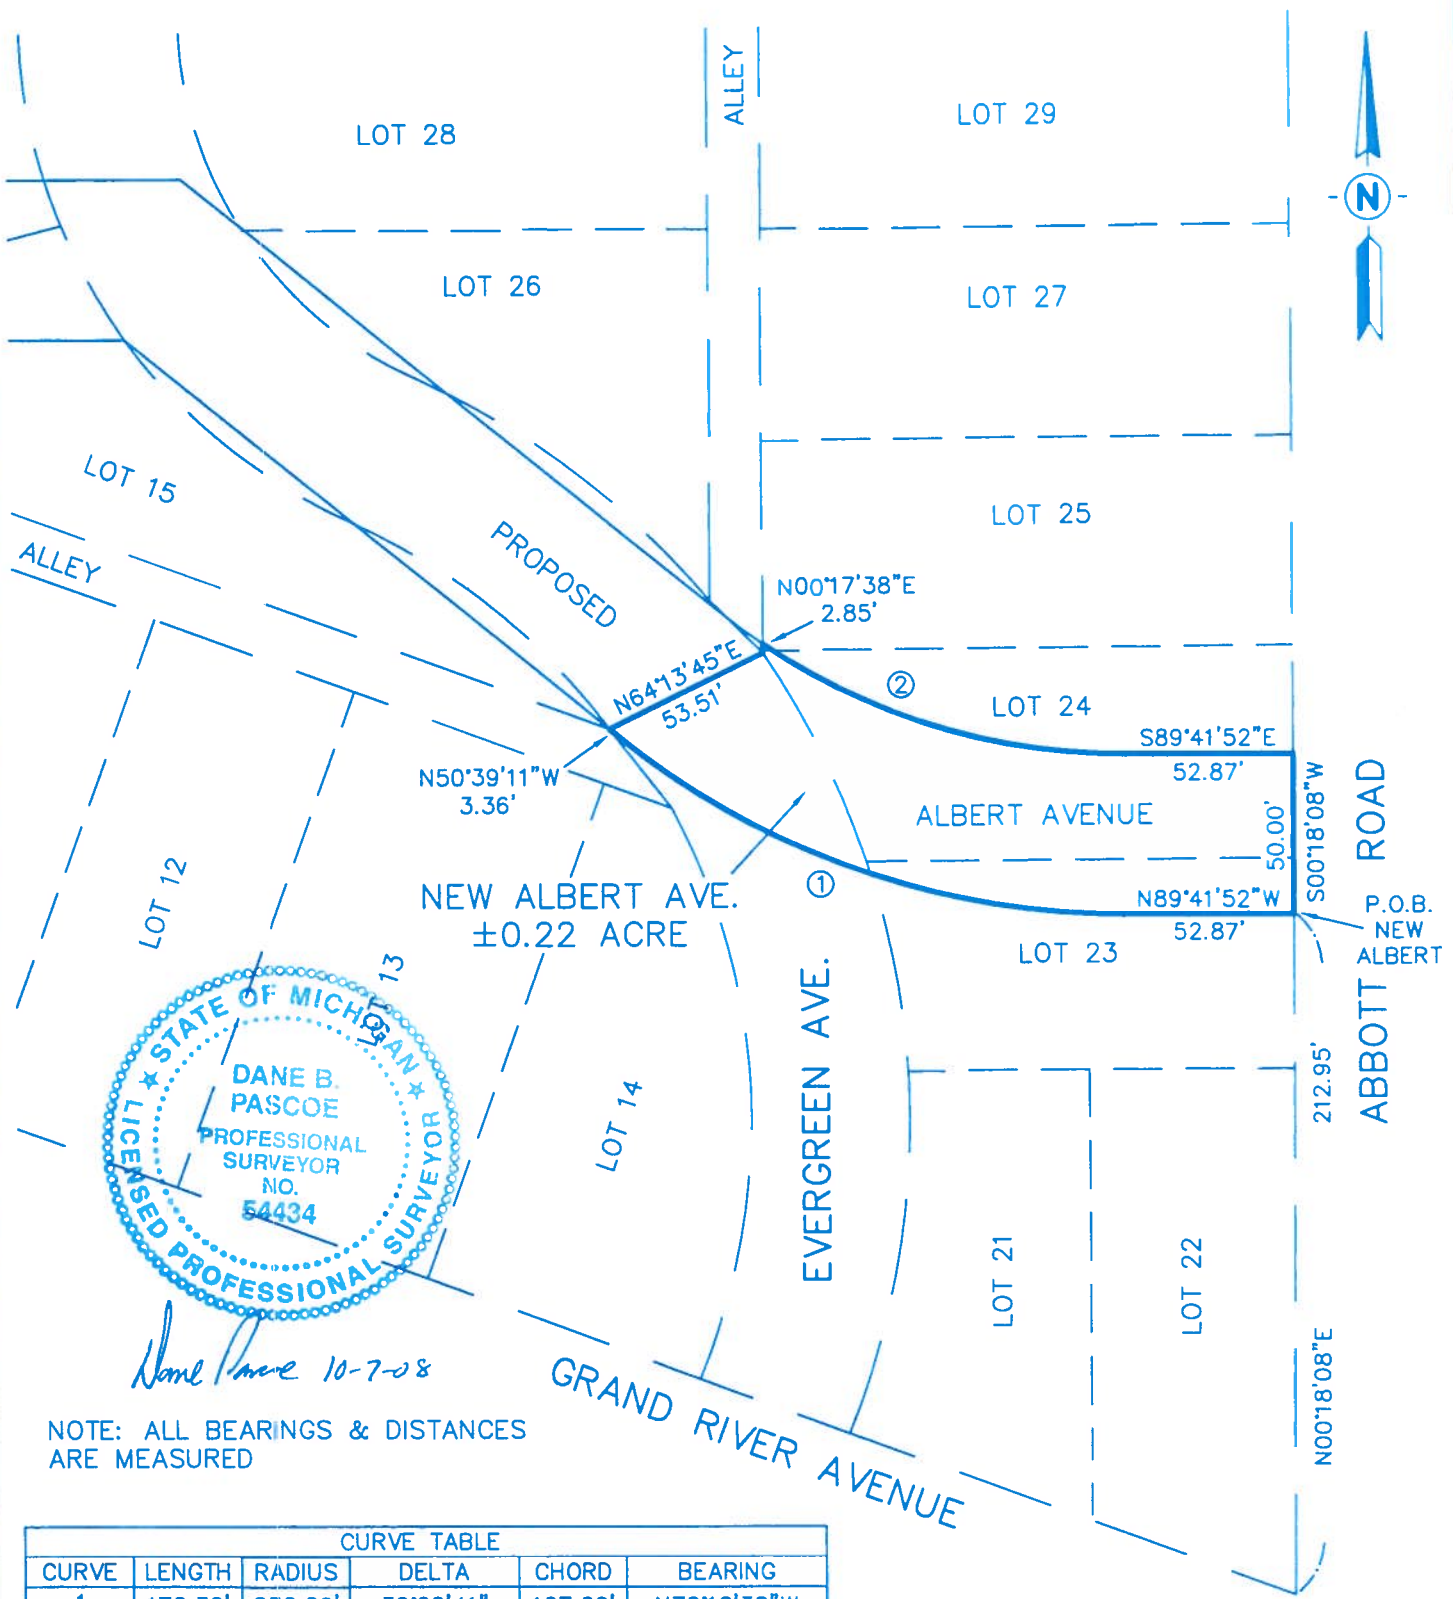 ALLEY
LOT 28
LOT 29
N
LOT 26
LOT 27
LOT 15
LOT 25
ALLEY
PROPOSED
N00°17'38"E
2.85'
N64°13'45"E
53.51'
②
LOT 24
S89°41'52"E
52.87'
N50°39'11"W
3.36'
ALBERT AVENUE
50.00'
S00°18'08"W
ABBOTT ROAD
LOT 12
NEW ALBERT AVE.
±0.22 ACRE
①
N89°41'52"W
52.87'
P.O.B.
NEW
ALBERT
LOT 13
LOT 23
STATE OF MICHIGAN
DANE B.
PASCOE
PROFESSIONAL
SURVEYOR
NO.
54434
LICENSED PROFESSIONAL SURVEYOR
LOT 14
EVERGREEN AVE.
212.95'
LOT 21
LOT 22
N00°18'08"E
10-7-08
GRAND RIVER AVENUE
NOTE: ALL BEARINGS & DISTANCES
ARE MEASURED
CURVE TABLE
CURVE LENGTH RADIUS DELTA CHORD BEARING